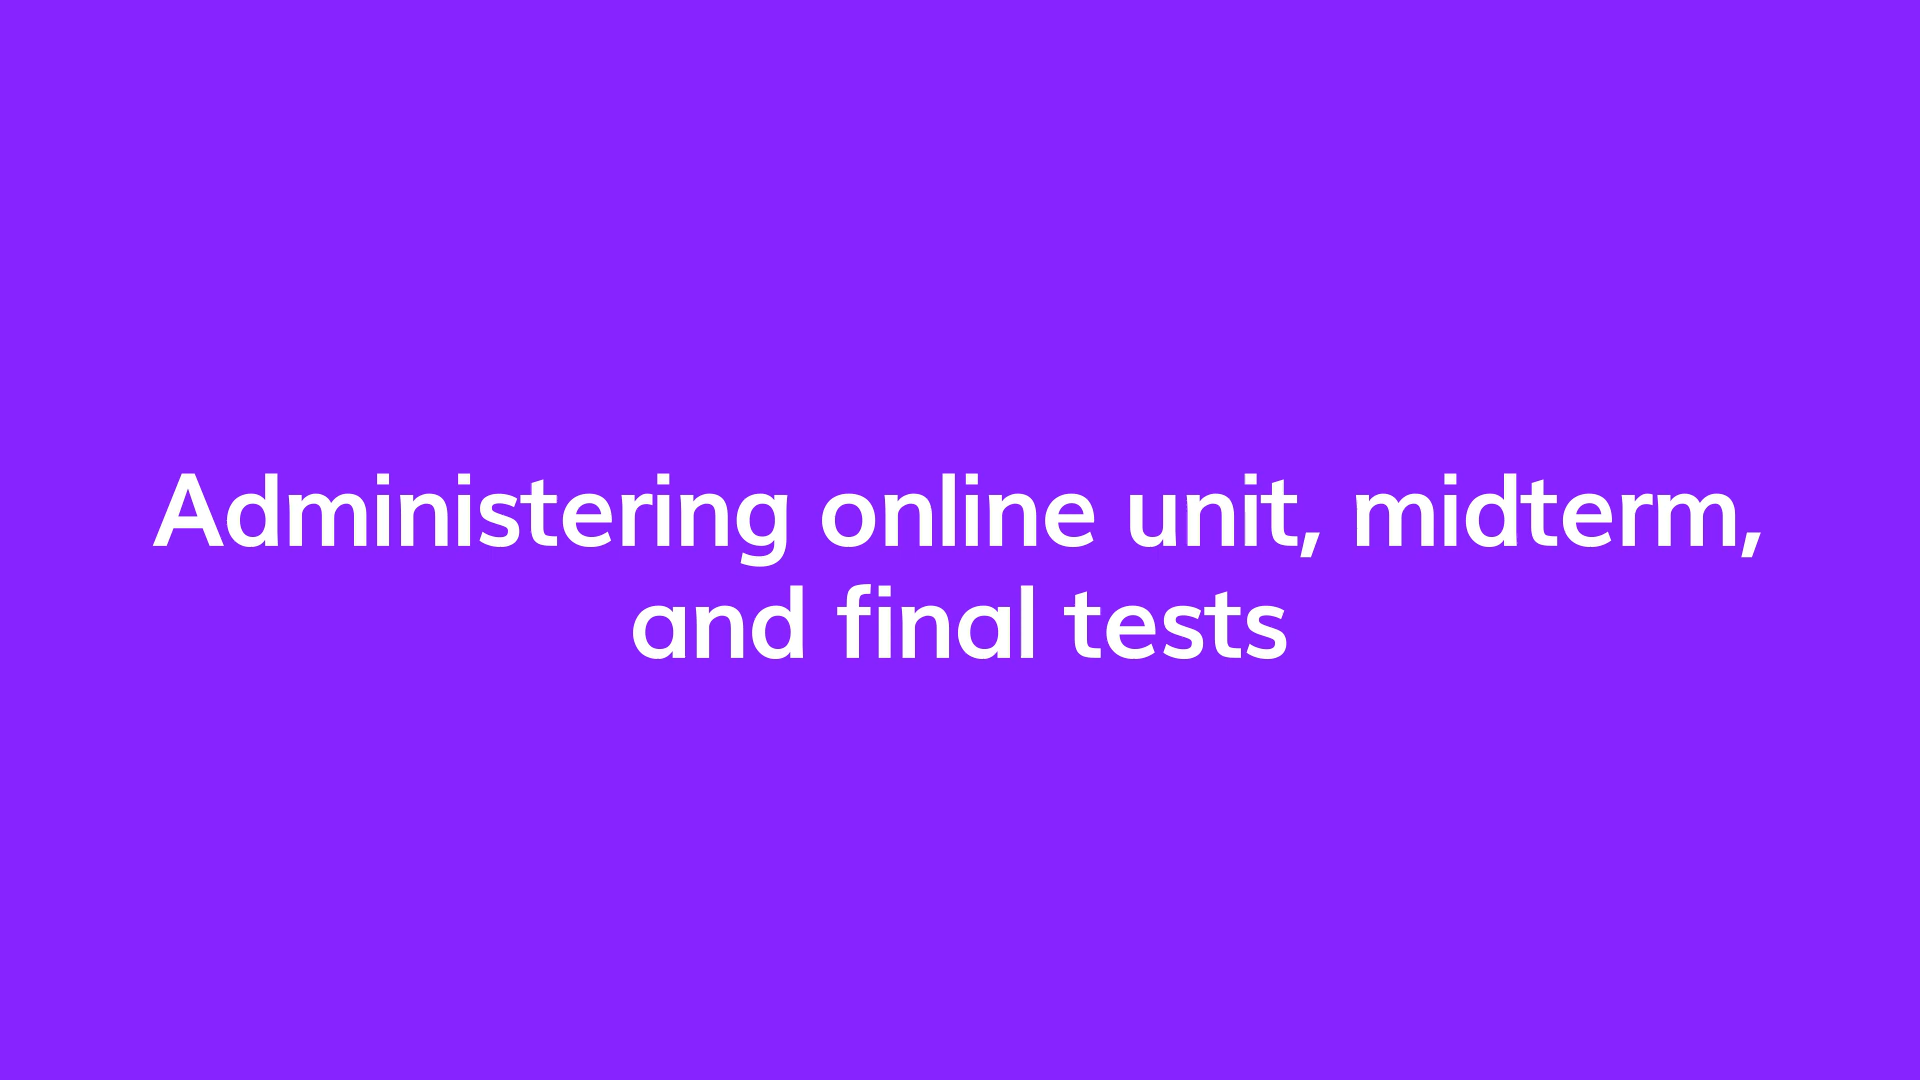 Administering online unit, midterm,
and final tests